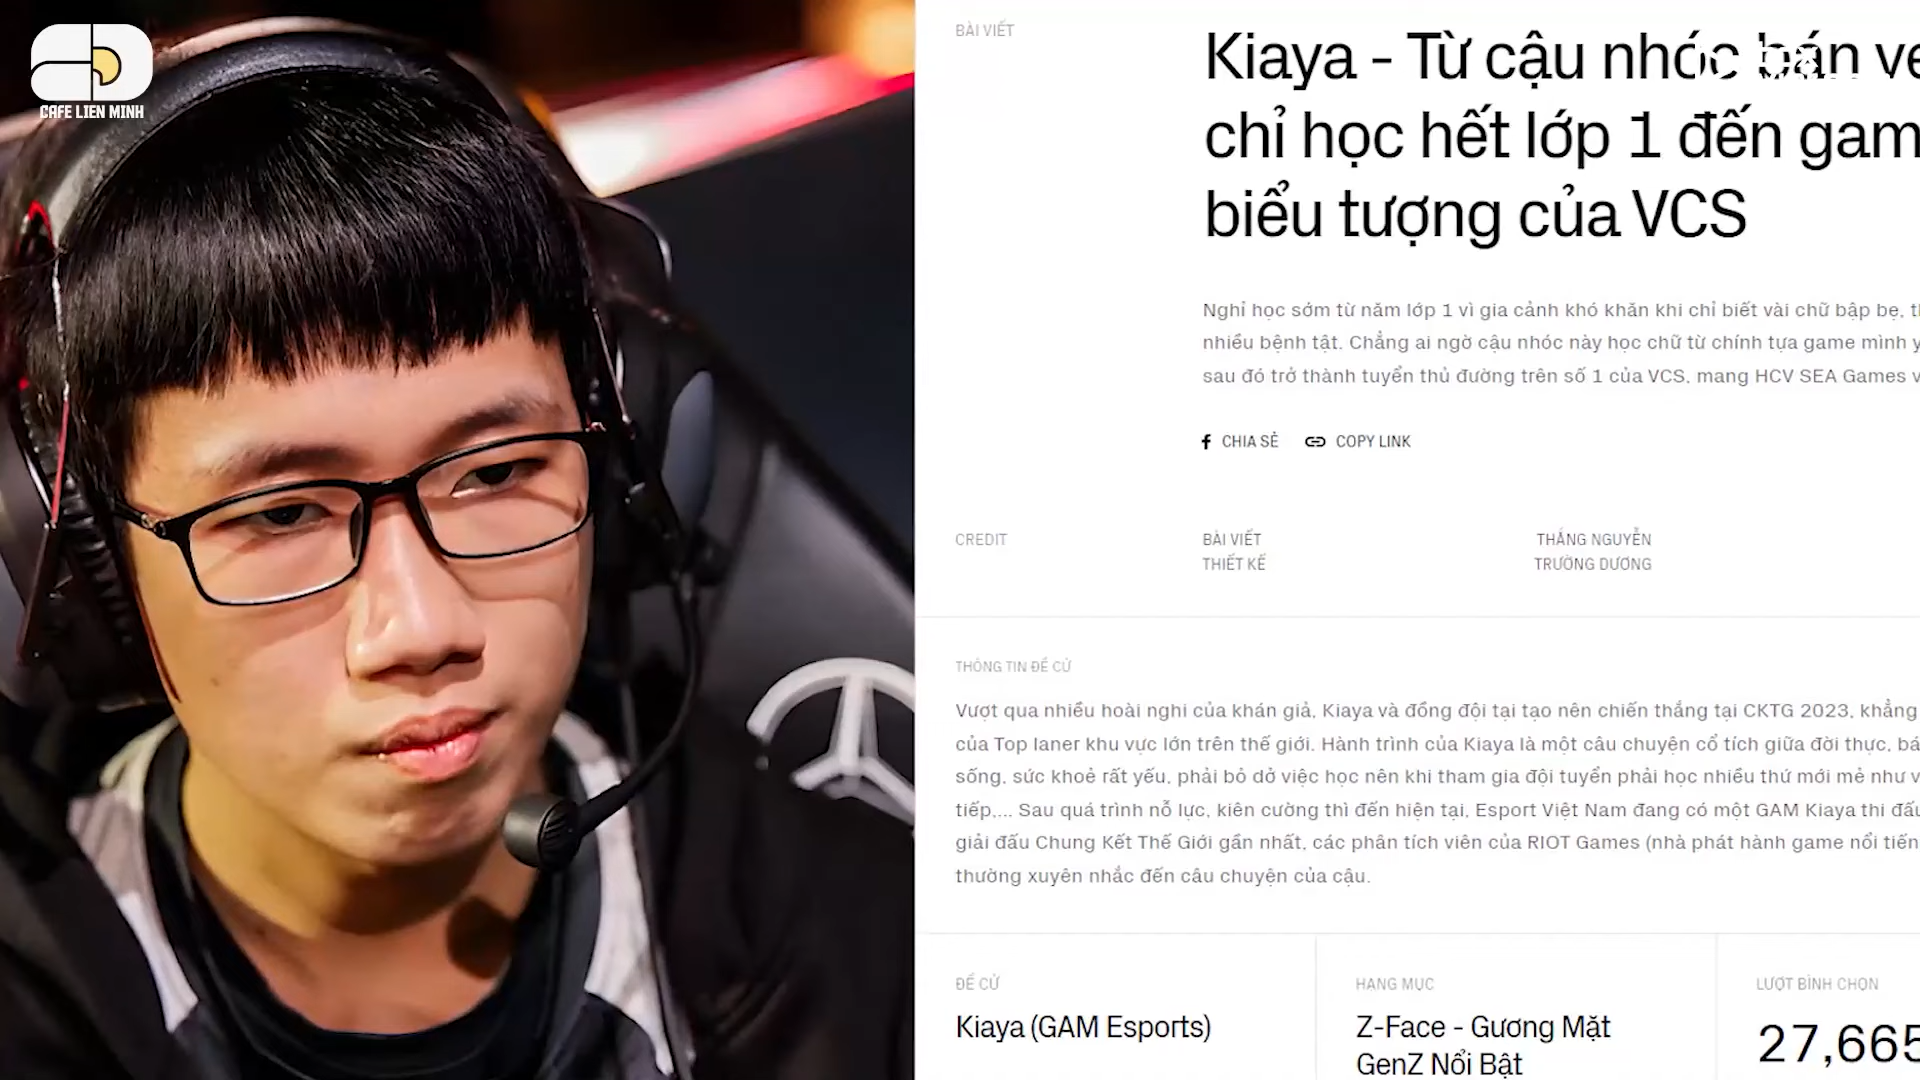 CAFE LIEN MINH
BÀI VIẾT
Kiaya - Từ cậu nhóc bán
chỉ học hết lớp 1 đến
biểu tượng của VCS
Nghỉ học sớm từ năm lớp 1 vì gia cảnh khó khăn khi chỉ biết vài chữ bập bẹ,
nhiều bệnh tật. Chẳng ai ngờ cậu nhóc này học chữ từ chính tựa game mình
sau đó trở thành tuyển thủ đường trên số 1 của VCS, mang HCV SEA Games
CHIA SẺ COPY LINK
CREDIT BÀI VIẾT THẮNG NGUYỄN
THIẾT KẾ TRƯỜNG DƯƠNG
THÔNG TIN ĐỀ CỬ
Vượt qua nhiều hoài nghi của khán giả, Kiaya và đồng đội tại tạo nên chiến thắng tại CKTG 2023, khẳng
của Top laner khu vực lớn trên thế giới. Hành trình của Kiaya là một câu chuyện cổ tích giữa đời thực,
sống, sức khoẻ rất yếu, phải bỏ dở việc học nên khi tham gia đội tuyển phải học nhiều thứ mới mẻ như
tiếp,... Sau quá trình nỗ lực, kiên cường thì đến hiện tại, Esport Việt Nam đang có một GAM Kiaya thi đấu
giải đấu Chung Kết Thế Giới gần nhất, các phân tích viên của RIOT Games (nhà phát hành game nổi
thường xuyên nhắc đến câu chuyện của cậu.
ĐỀ CỬ HẠNG MỤC LƯỢT BÌNH CHỌN
Kiaya (GAM Esports) Z-Face - Gương Mặt 27,665
GenZ Nổi Bật